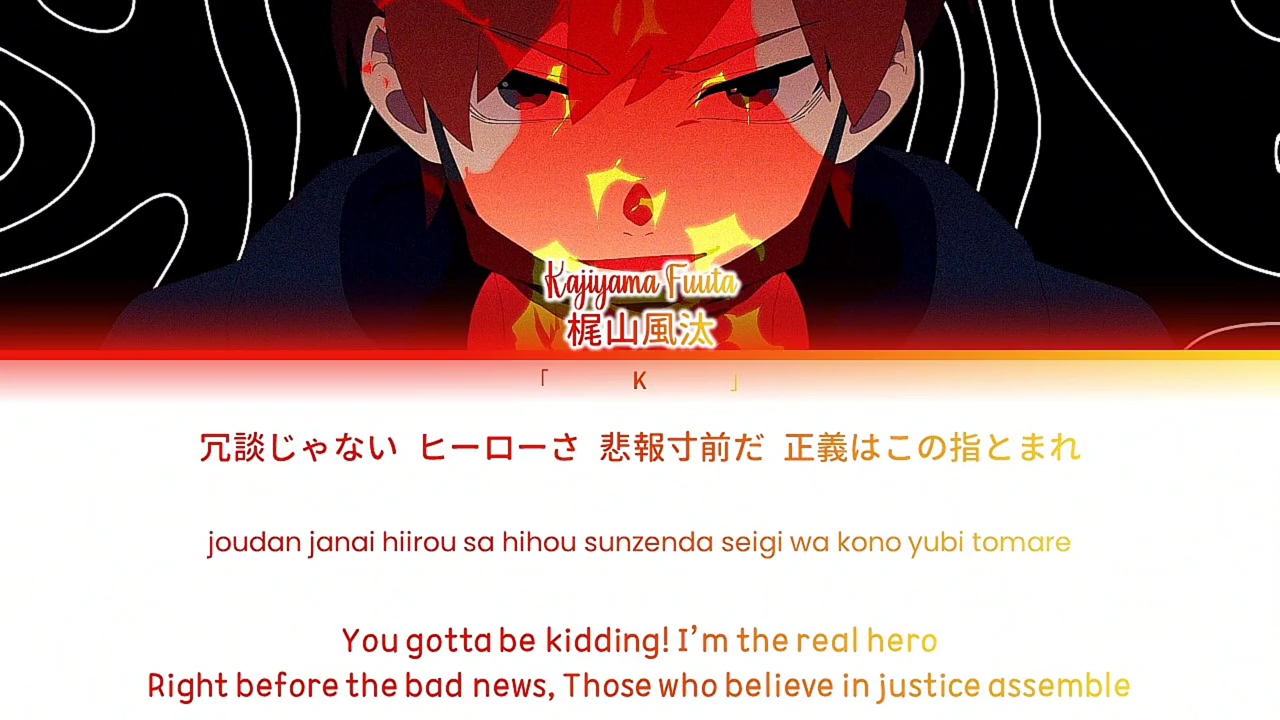 Kajiyama Fuuta
梶山風汰
「 K 」
冗談じゃない ヒーローさ 悲報寸前だ 正義はこの指とまれ
joudan janai hiirou sa hihou sunzenda seigi wa kono yubi tomare
You gotta be kidding! I'm the real hero
Right before the bad news, Those who believe in justice assemble